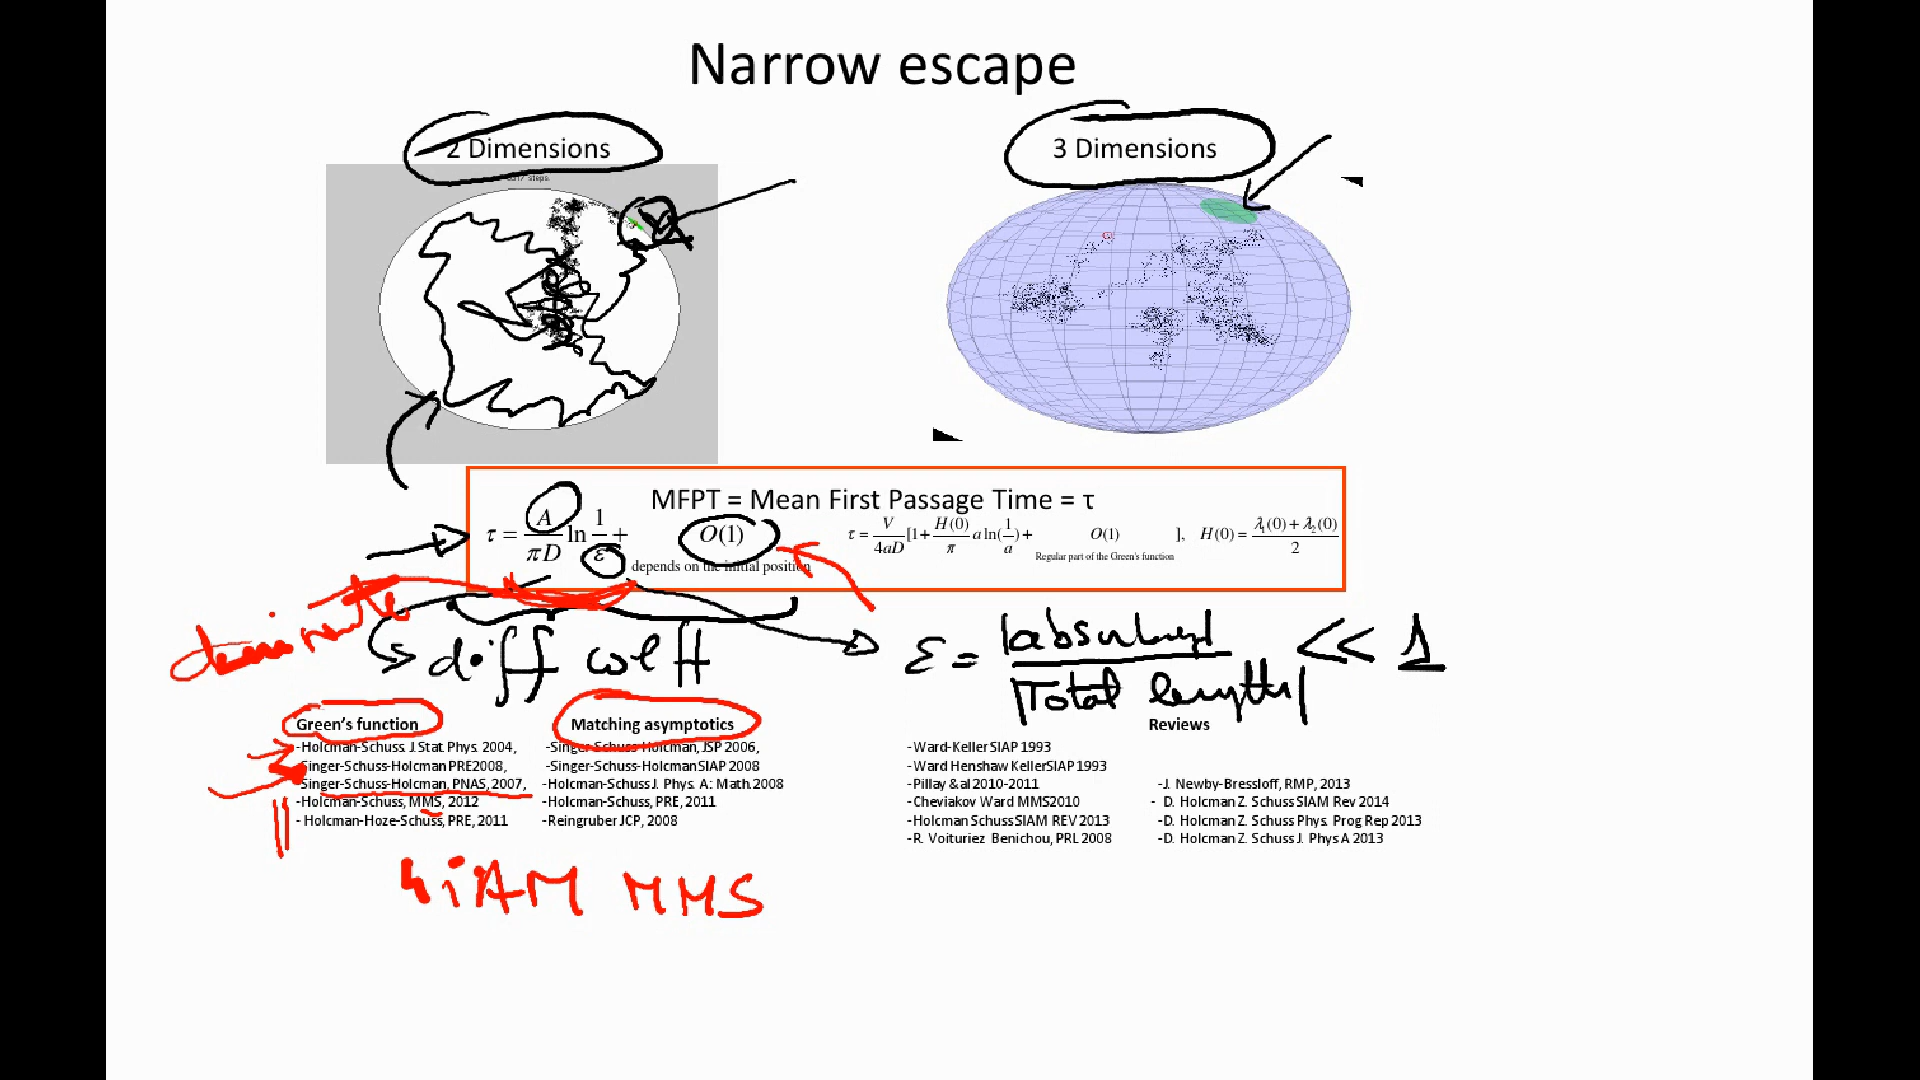 Narrow escape
2 Dimensions
3 Dimensions
MFPT = Mean First Passage Time = τ
τ = A/πD ln 1/ε + O(1)
depends on the initial position
τ = V/4aD [1 + H(0)/π a ln(1/a) + O(1) ], H(0) = λ₁(0) + λ₂(0)/2
Regular part of the Green's function
diff coeff
ε = |absorbing|/|Total length| << 1
Green's function
-Holcman-Schuss. J.Stat. Phys. 2004,
-Singer-Schuss-Holcman PRE2008,
-Singer-Schuss-Holcman, PNAS, 2007,
-Holcman-Schuss, MMS, 2012
- Holcman-Hoze-Schuss, PRE, 2011
Matching asymptotics
-Singer-Schuss-Holcman, JSP 2006,
-Singer-Schuss-Holcman SIAP 2008
-Holcman-Schuss J. Phys. A: Math.2008
-Holcman-Schuss, PRE, 2011
-Reingruber JCP, 2008
-Ward-Keller SIAP 1993
-Ward Henshaw Keller SIAP 1993
-Pillay &al 2010-2011
-Cheviakov Ward MMS2010
-Holcman Schuss SIAM REV 2013
-R. Voituriez Benichou, PRL 2008
Reviews
-J. Newby-Bressloff, RMP, 2013
- D. Holcman Z. Schuss SIAM Rev 2014
-D. Holcman Z. Schuss Phys. Prog Rep 2013
-D. Holcman Z. Schuss J. Phys A 2013
SiAM MMS